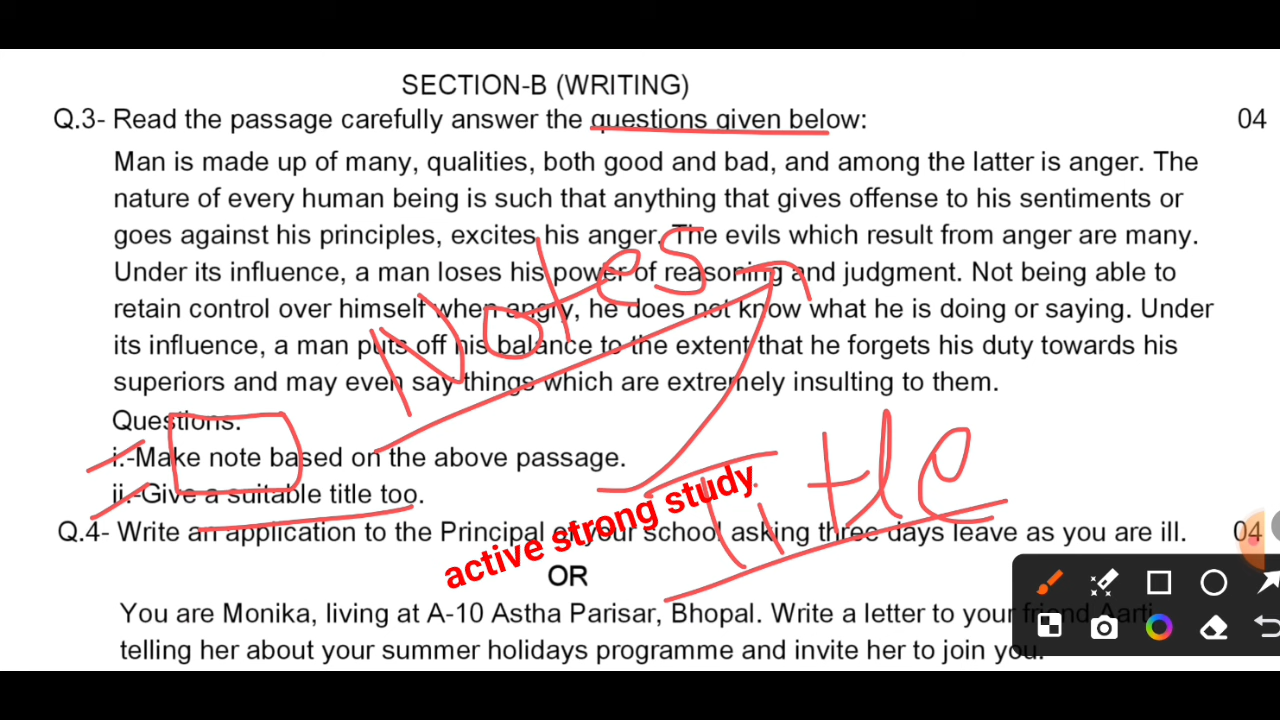 SECTION-B (WRITING)
Q.3- Read the passage carefully answer the questions given below: 04
Man is made up of many, qualities, both good and bad, and among the latter is anger. The
nature of every human being is such that anything that gives offense to his sentiments or
goes against his principles, excites his anger. The evils which result from anger are many.
Under its influence, a man loses his power of reasoning and judgment. Not being able to
retain control over himself when angry, he does not know what he is doing or saying. Under
its influence, a man puts off his balance to the extent that he forgets his duty towards his
superiors and may even say things which are extremely insulting to them.
Notes
Questions.
i.-Make note based on the above passage.
ii.-Give a suitable title too.
Title
active strong study
Q.4- Write an application to the Principal of your school asking three days leave as you are ill. 04
OR
You are Monika, living at A-10 Astha Parisar, Bhopal. Write a letter to your friend Aarti
telling her about your summer holidays programme and invite her to join you.